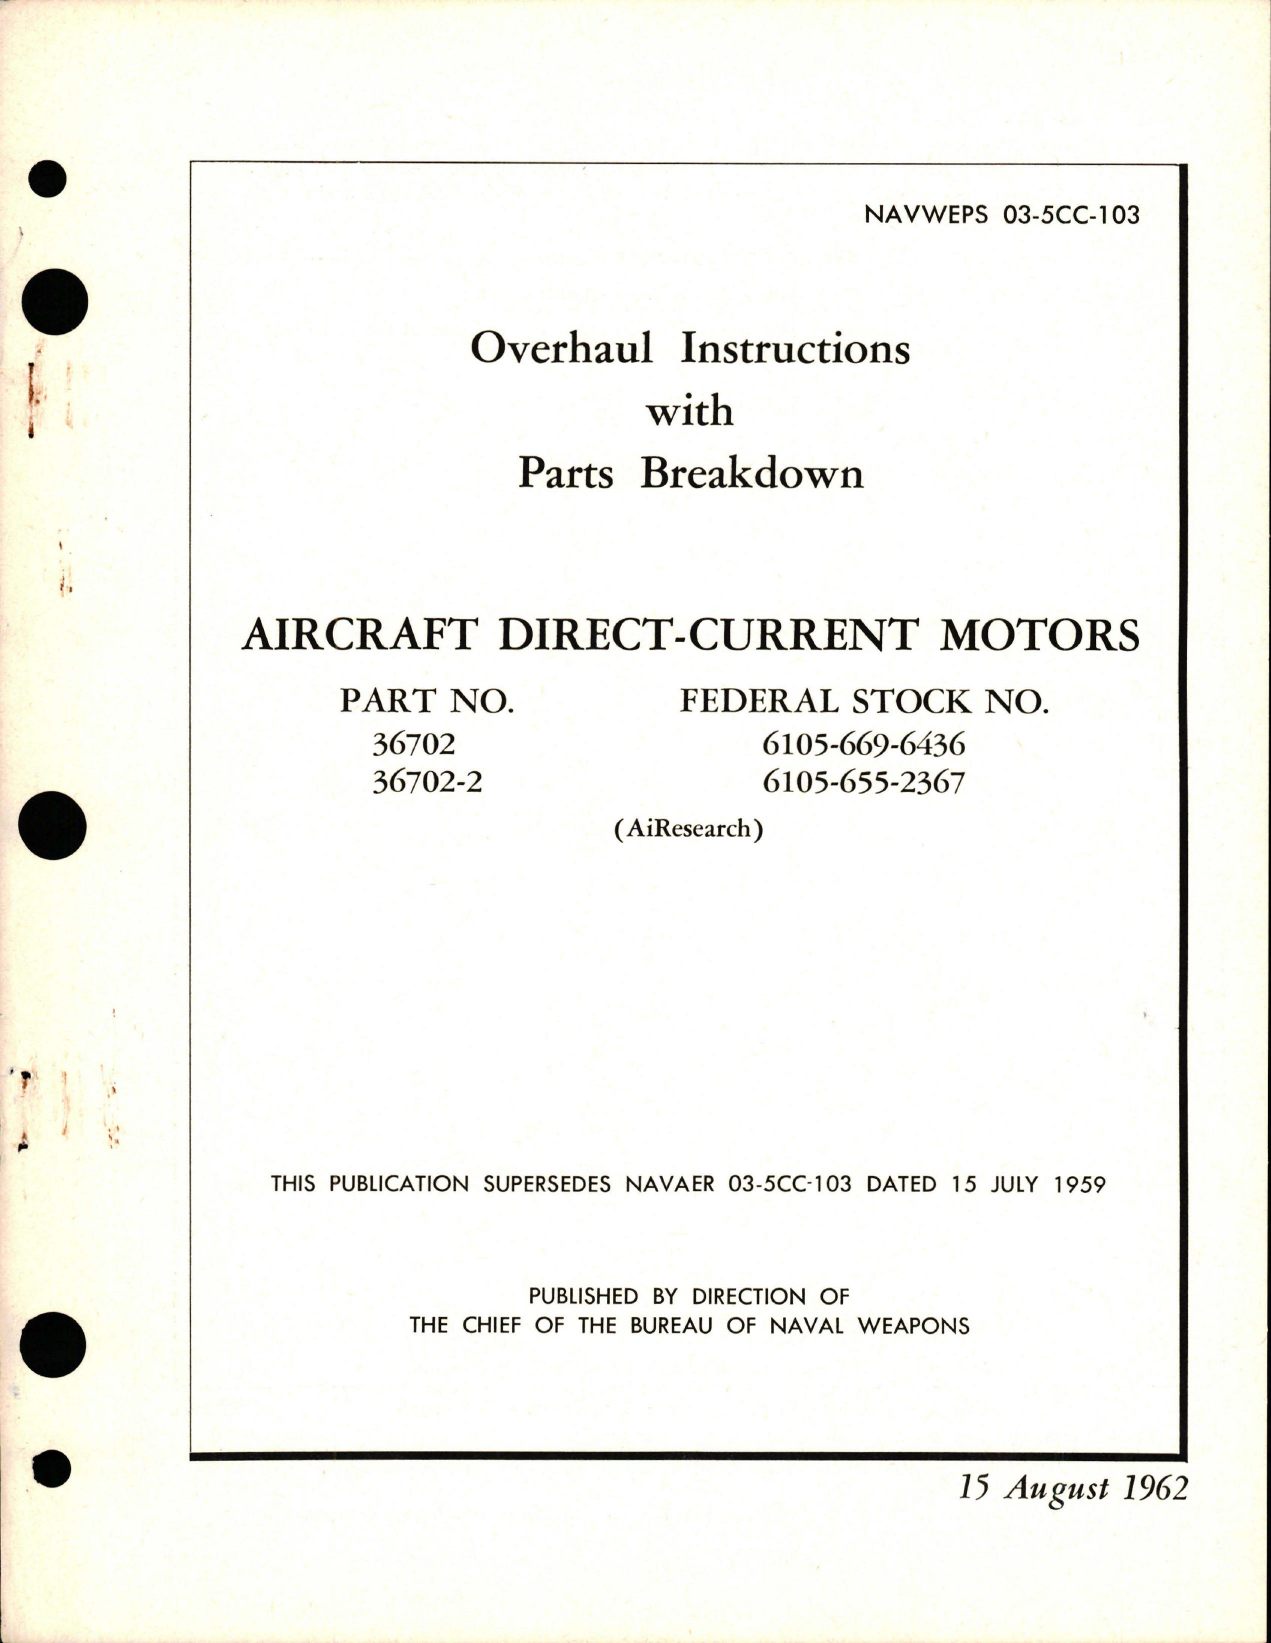 NAVWEPS 03-5CC-103
Overhaul Instructions
with
Parts Breakdown
AIRCRAFT DIRECT-CURRENT MOTORS
PART NO. FEDERAL STOCK NO.
36702 6105-669-6436
36702-2 6105-655-2367
(AiResearch)
THIS PUBLICATION SUPERSEDES NAVAER 03-5CC-103 DATED 15 JULY 1959
PUBLISHED BY DIRECTION OF
THE CHIEF OF THE BUREAU OF NAVAL WEAPONS
15 August 1962